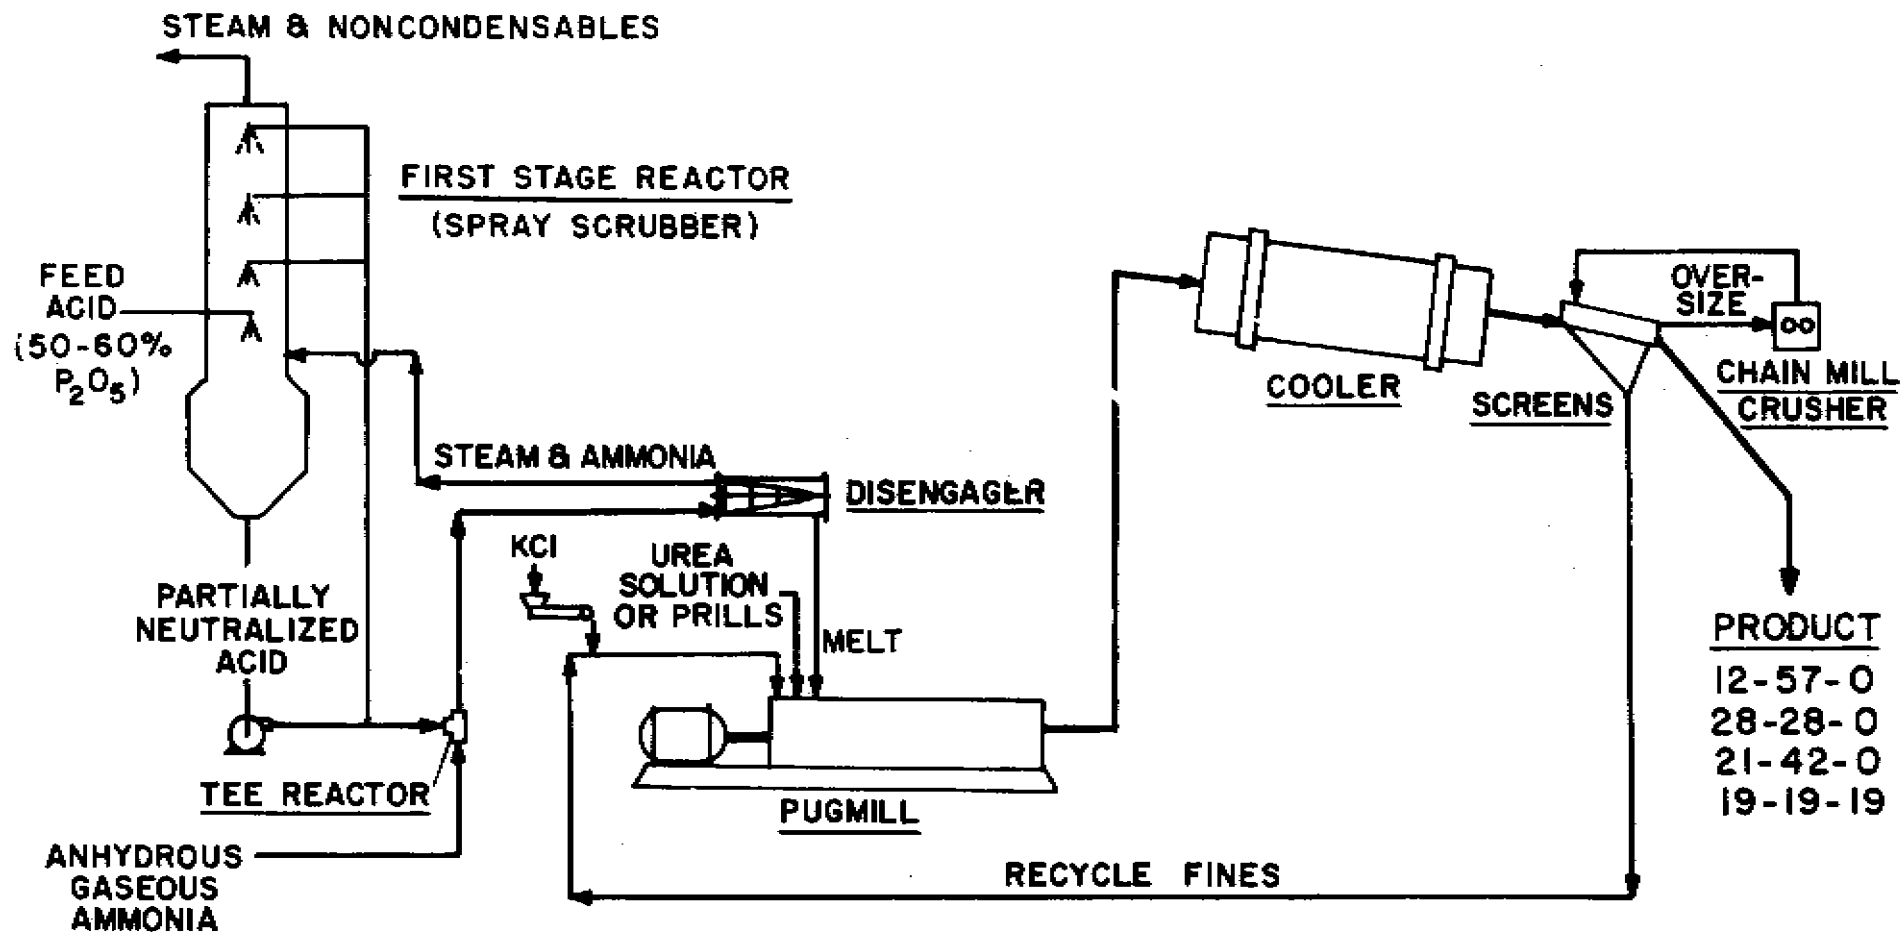 STEAM & NONCONDENSABLES
FIRST STAGE REACTOR
(SPRAY SCRUBBER)
FEED
ACID
(50-60%
P₂O₅)
OVER-
SIZE
COOLER
SCREENS
CHAIN MILL
CRUSHER
STEAM & AMMONIA
DISENGAGER
KCl
UREA
SOLUTION
OR PRILLS
MELT
PARTIALLY
NEUTRALIZED
ACID
TEE REACTOR
PUGMILL
ANHYDROUS
GASEOUS
AMMONIA
RECYCLE FINES
PRODUCT
12-57-0
28-28-0
21-42-0
19-19-19